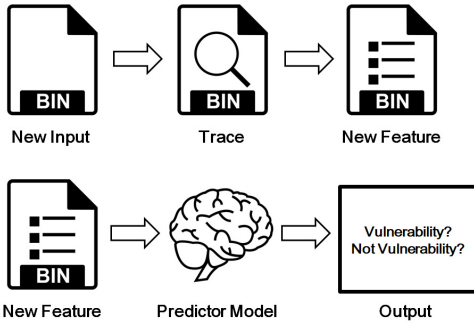 BIN
BIN
BIN
New Input
Trace
New Feature
BIN
Vulnerability?
Not Vulnerability?
New Feature
Predictor Model
Output